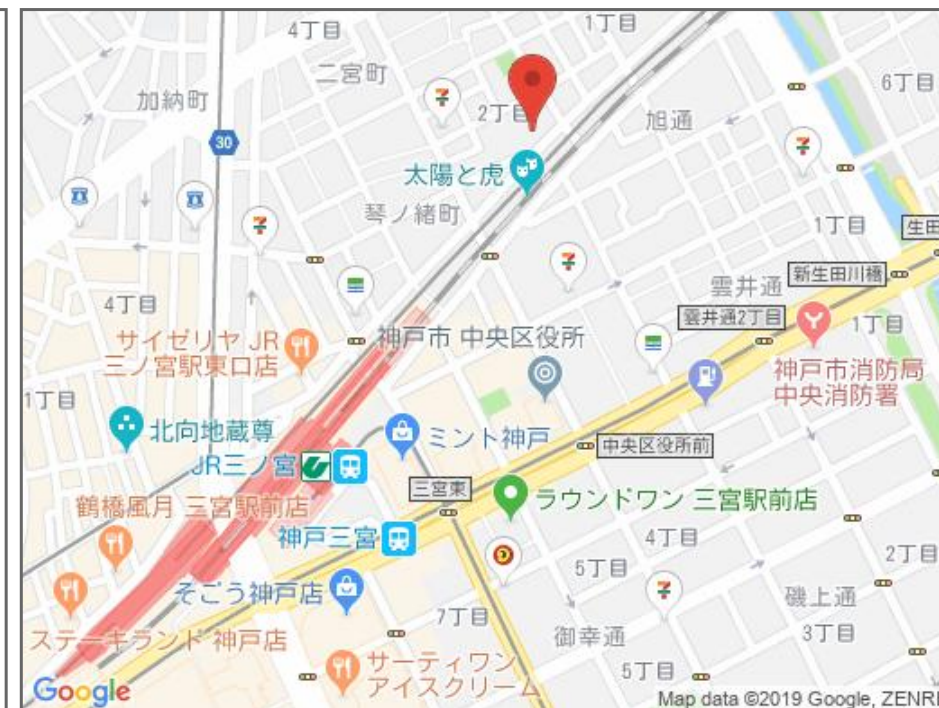 4丁目
1丁目
二宮町
6丁目
加納町
2丁目
旭通
30
太陽と虎
琴ノ緒町
1丁目
生田
新生田川橋
雲井通
4丁目
雲井通2丁目
1丁目
サイゼリヤ JR
三ノ宮駅東口店
神戸市 中央区役所
神戸市消防局
中央消防署
1丁目
北向地蔵尊
ミント神戸
中央区役所前
JR三ノ宮
三宮東
鶴橋風月 三宮駅前店
ラウンドワン 三宮駅前店
神戸三宮
4丁目
2丁目
5丁目
そごう神戸店
磯上通
7丁目
3丁目
御幸通
ステーキランド 神戸店
サーティワン
アイスクリーム
5丁目
Google
Map data ©2019 Google, ZENRI